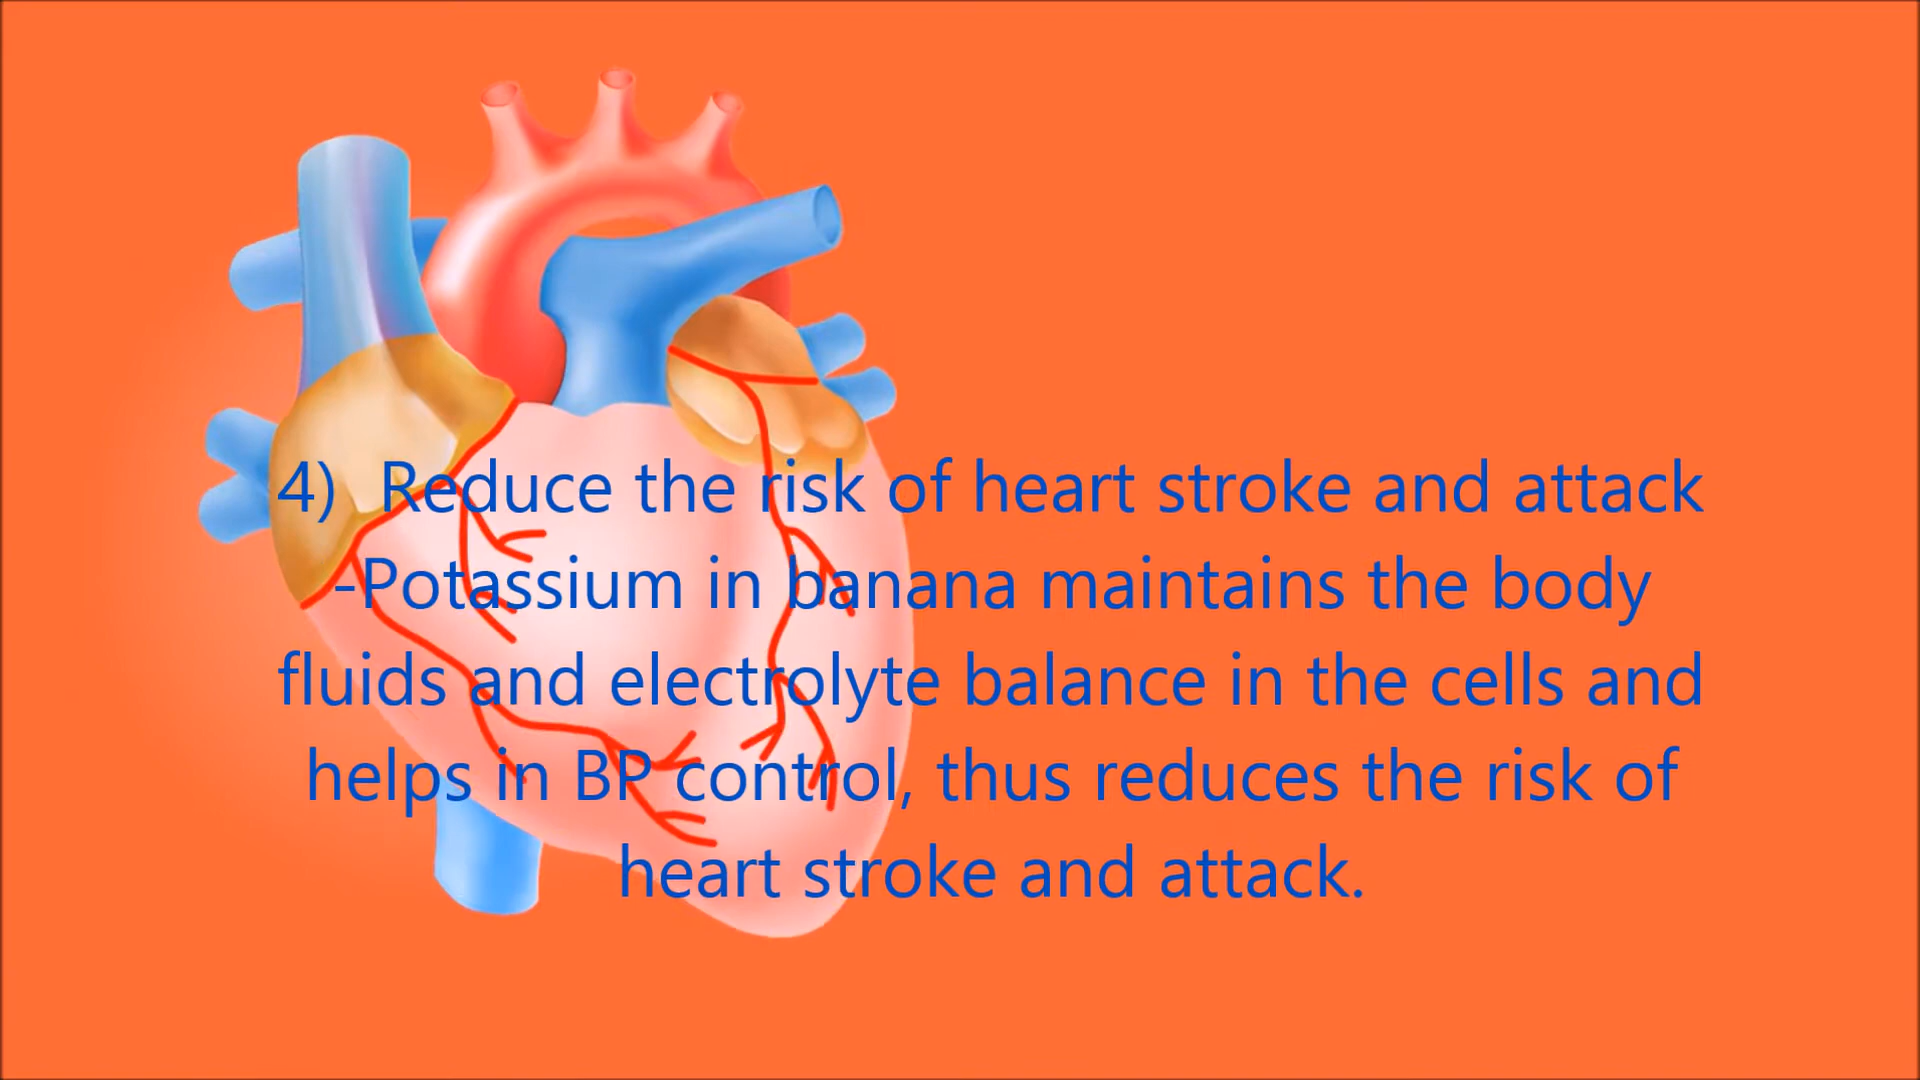 4)  Reduce the risk of heart stroke and attack
-Potassium in banana maintains the body
fluids and electrolyte balance in the cells and
helps in BP control, thus reduces the risk of
heart stroke and attack.